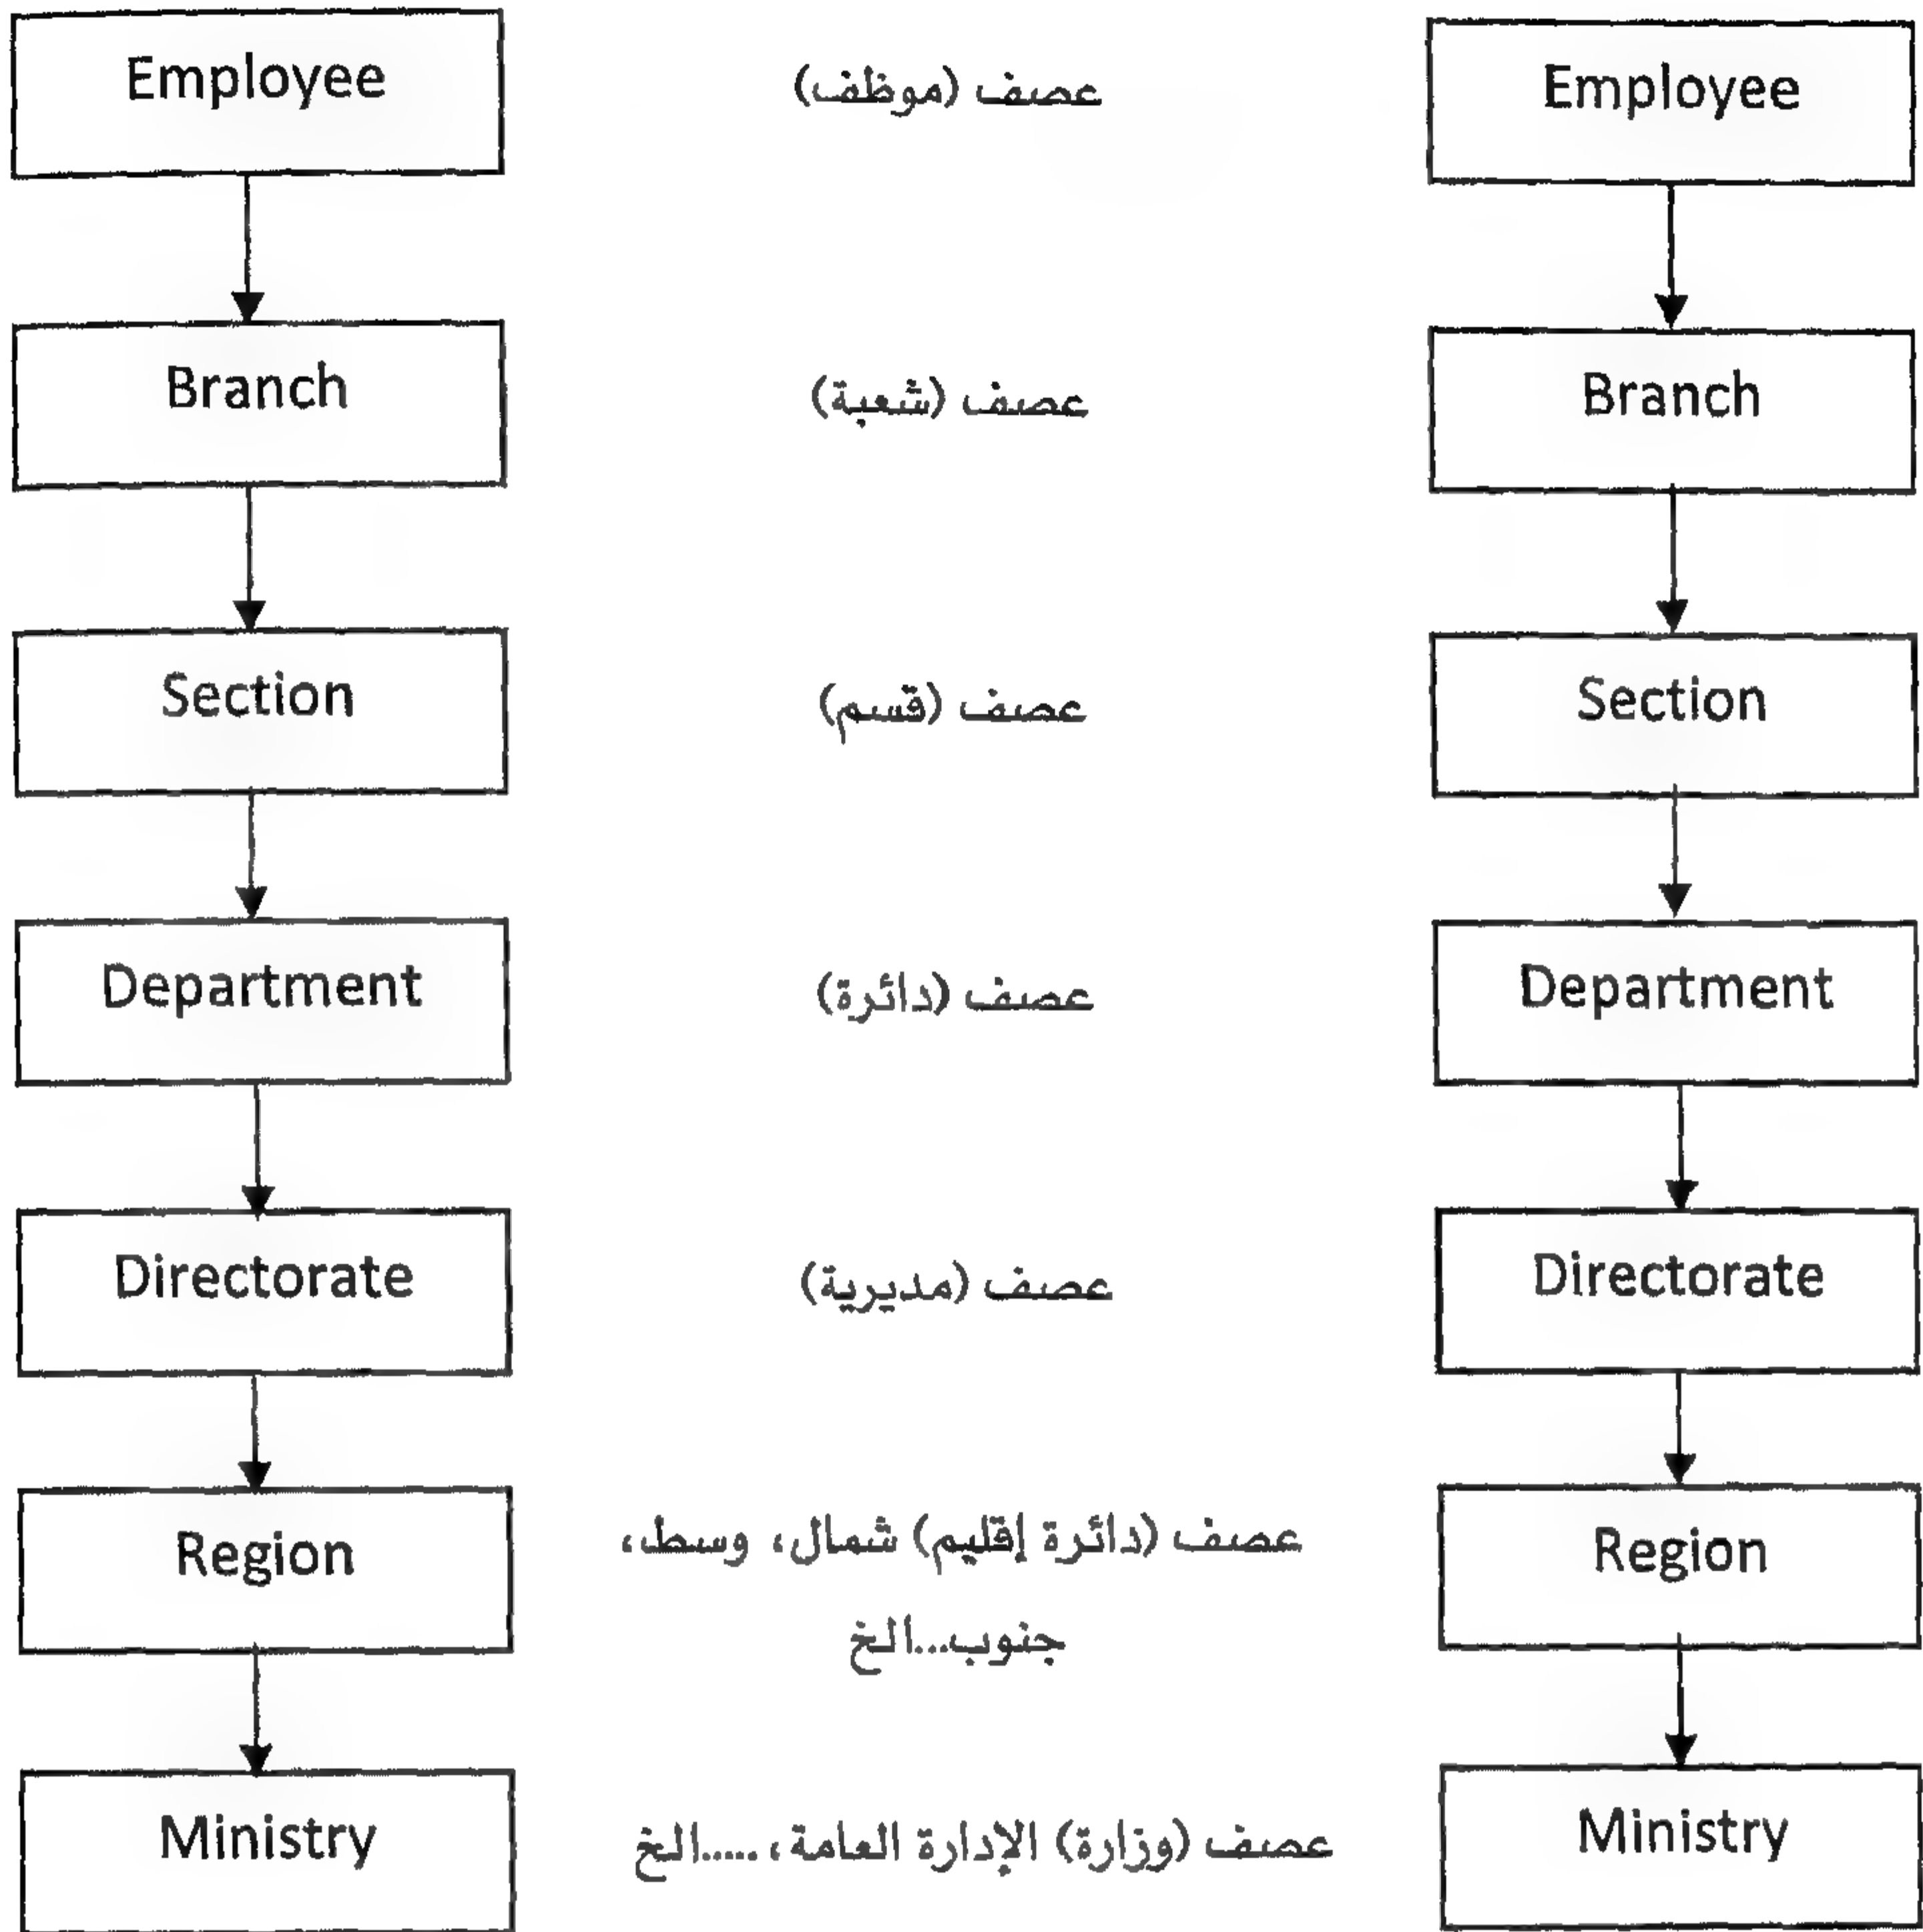 Employee
عصف (موظف)
Employee
Branch
عصف (شعبة)
Branch
Section
عصف (قسم)
Section
Department
عصف (دائرة)
Department
Directorate
عصف (مديرية)
Directorate
Region
عصف (دائرة إقليم) شمال، وسط،
جنوب...الخ
Region
Ministry
عصف (وزارة) الإدارة العامة، .....الخ
Ministry